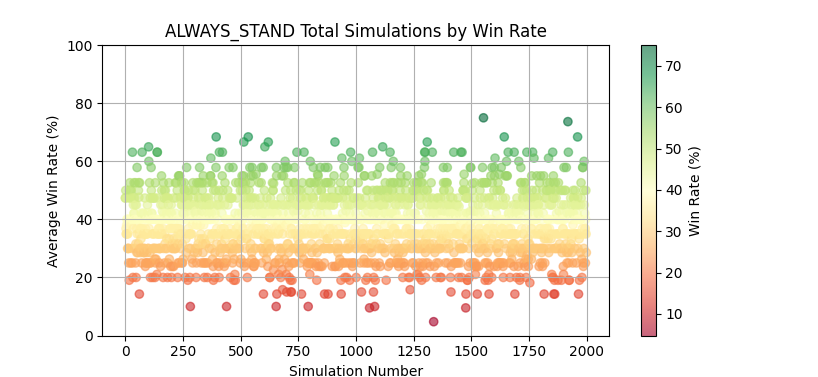 ALWAYS_STAND Total Simulations by Win Rate
100
80
60
40
20
0
Average Win Rate (%)
0 250 500 750 1000 1250 1500 1750 2000
Simulation Number
70
60
50
40
30
20
10
Win Rate (%)